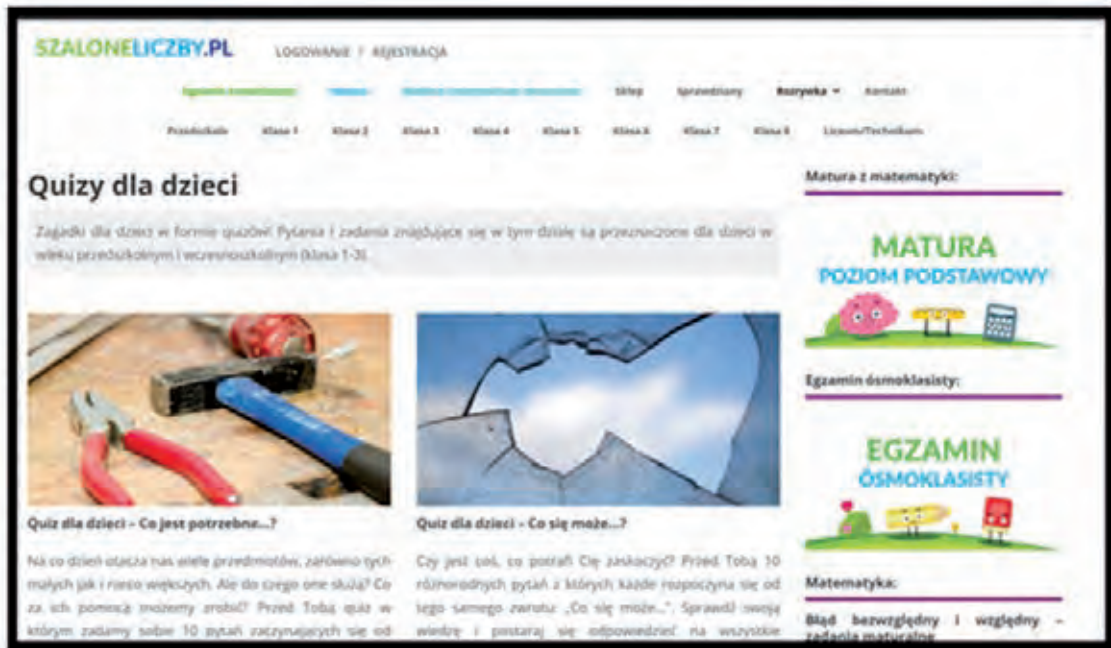 SZALONELICZBY.PL
LOGOWANIE / REJESTRACJA
Sklep Sprawdziany Rozrywka Kontakt
Przedszkole Klasa 1 Klasa 2 Klasa 3 Klasa 4 Klasa 5 Klasa 6 Klasa 7 Klasa 8 Liceum/Technikum
Quizy dla dzieci
Zagadki dla dzieci w formie quizów! Pytania i zadania znajdujące się w tym dziale są przeznaczone dla dzieci w
wieku przedszkolnym i wczesnoszkolnym (klasa 1-3).
Quiz dla dzieci – Co jest potrzebne...?
Na co dzień otacza nas wiele przedmiotów, zarówno tych
małych jak i nieco większych. Ale do czego one służą? Co
za ich pomocą możemy zrobić? Przed Tobą quiz w
którym zadamy sobie 10 pytań zaczynających się od
Quiz dla dzieci – Co się może...?
Czy jest coś, co potrafi Cię zaskoczyć? Przed Tobą 10
różnorodnych pytań z których każde rozpoczyna się od
tego samego zwrotu: „Co się może...”. Sprawdź swoją
wiedzę i postaraj się odpowiedzieć na wszystkie
Matura z matematyki:
MATURA
POZIOM PODSTAWOWY
Egzamin ósmoklasisty:
EGZAMIN
ÓSMOKLASISTY
Matematyka:
Błąd bezwzględny i względny –
zadania maturalne